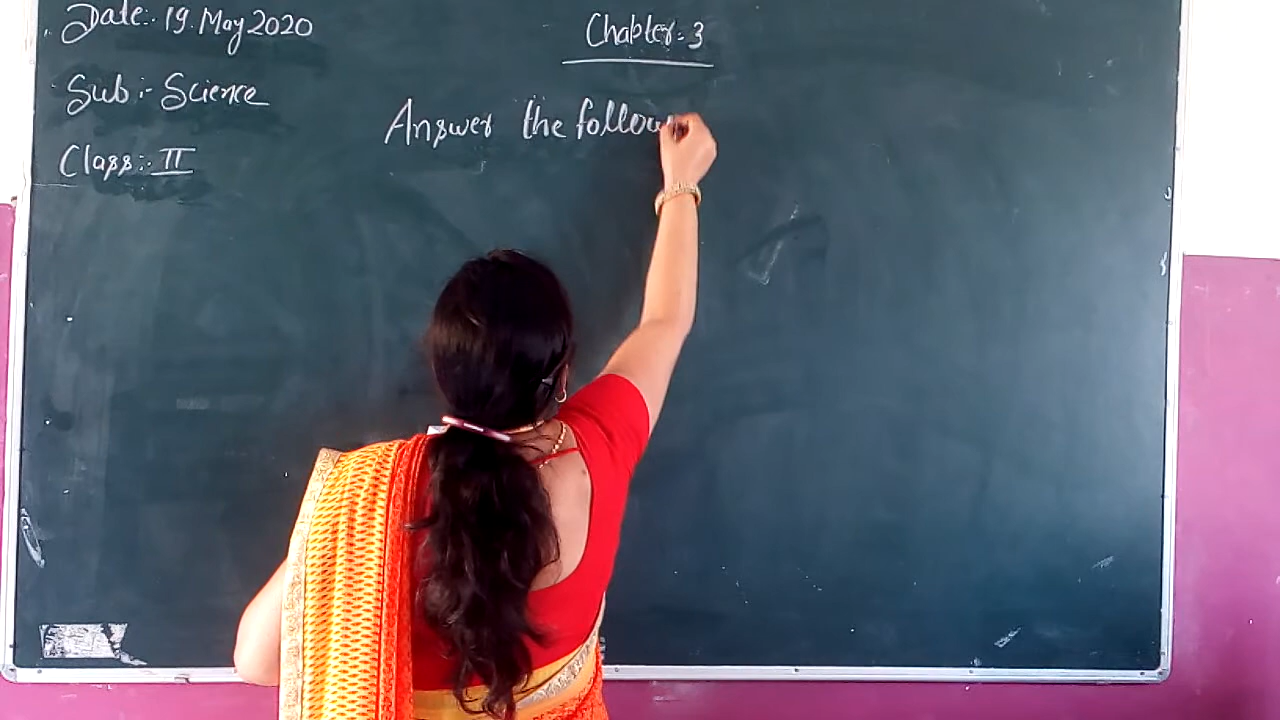 Date:- 19 May 2020
Chapter- 3
Sub:- Science
Answer the follow
Class:- II